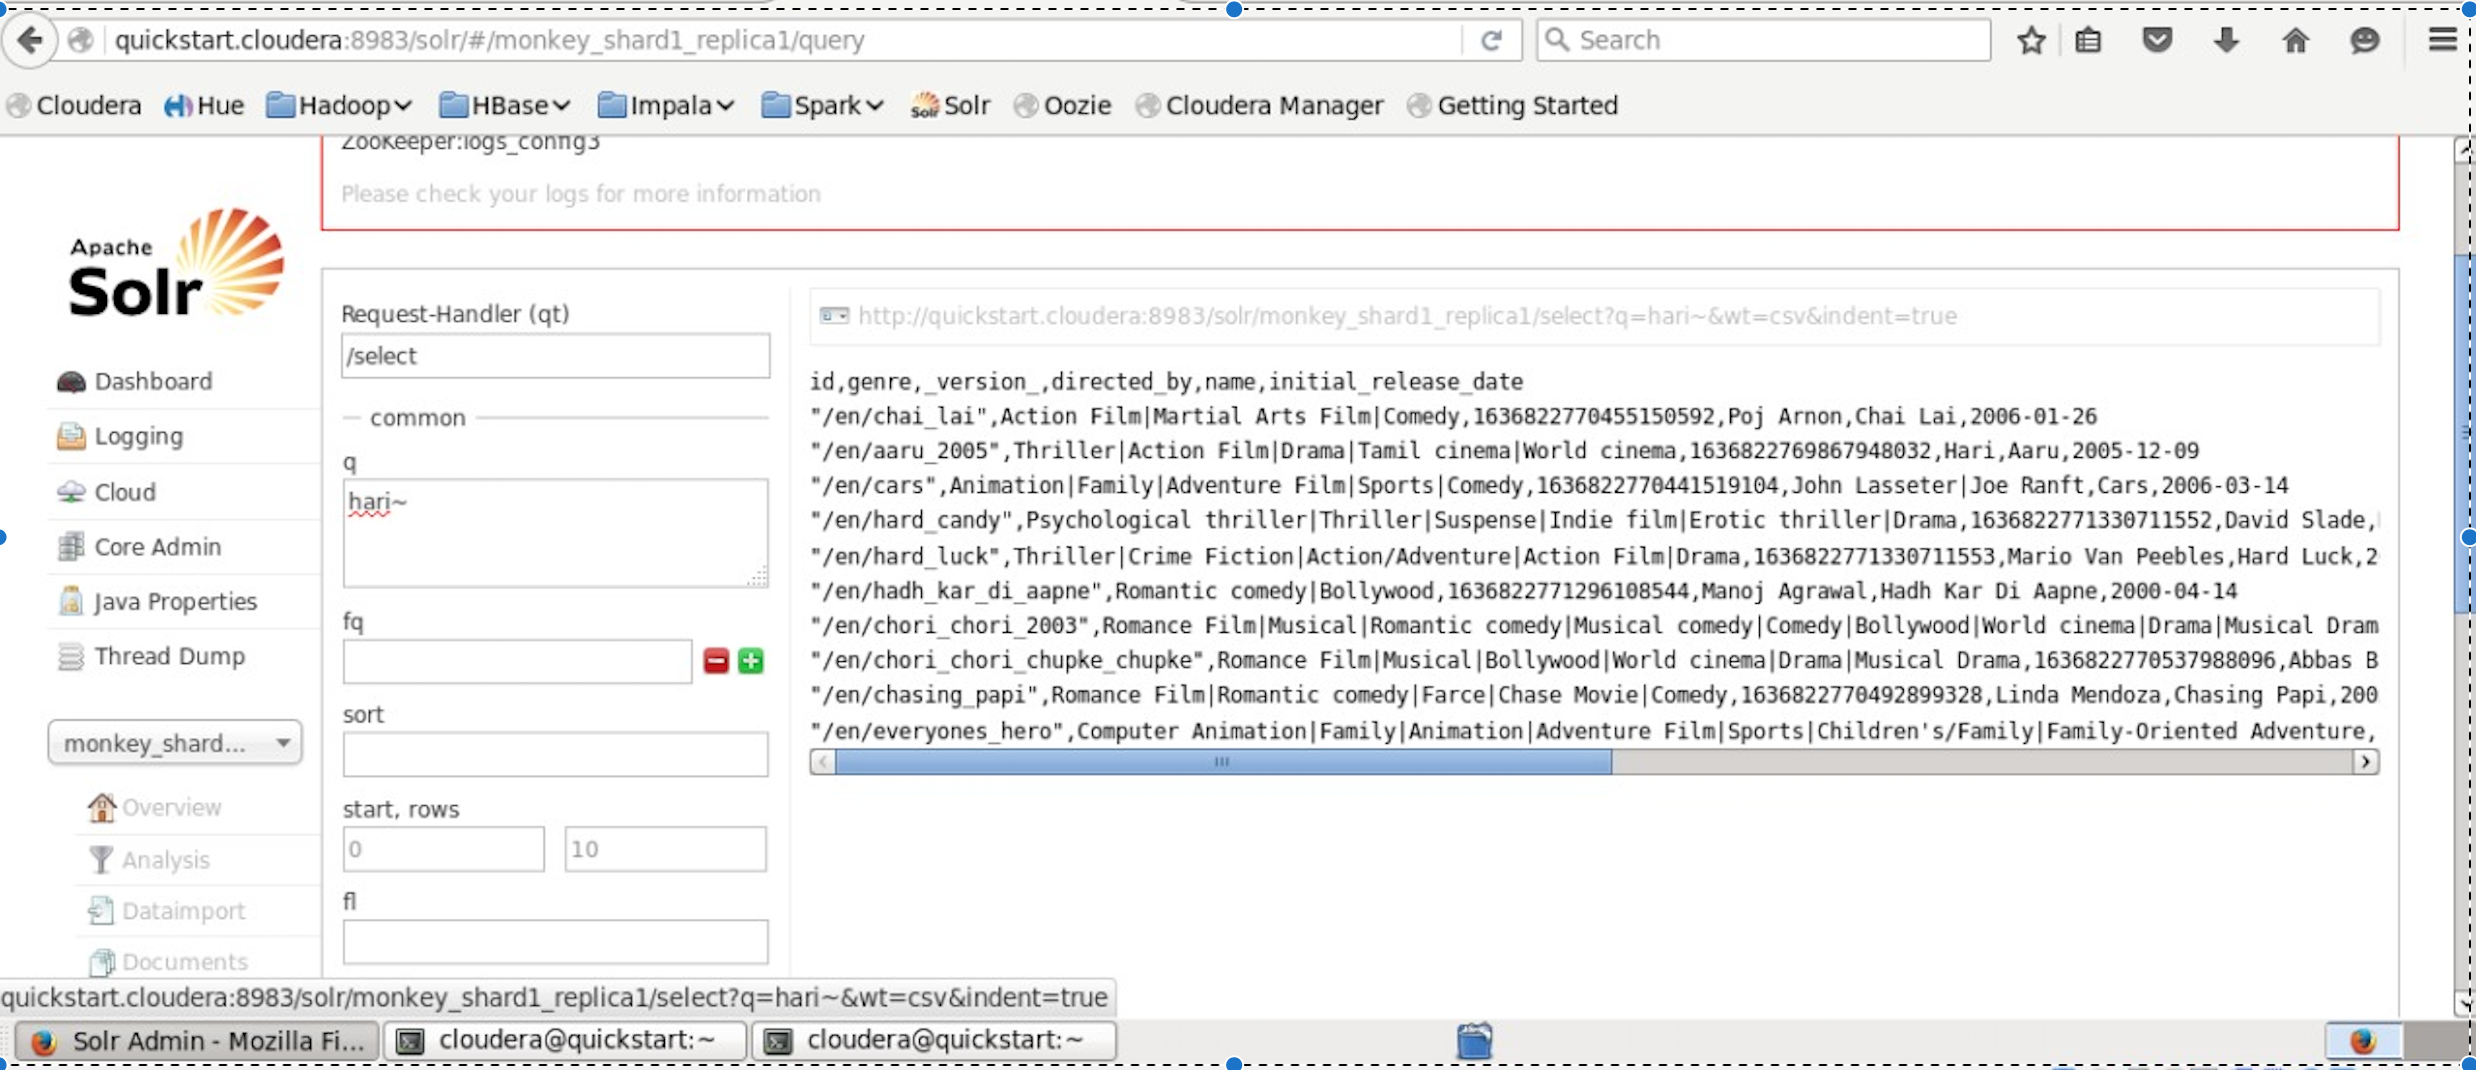 quickstart.cloudera:8983/solr/#/monkey_shard1_replica1/query
Search
Cloudera Hue Hadoop HBase Impala Spark Solr Oozie Cloudera Manager Getting Started
ZooKeeper:logs_config3
Please check your logs for more information
Apache
Solr
Dashboard
Logging
Cloud
Core Admin
Java Properties
Thread Dump
monkey_shard...
Overview
Analysis
Dataimport
Documents
Request-Handler (qt)
/select
common
q
hari~
fq
sort
start, rows
0 10
fl
http://quickstart.cloudera:8983/solr/monkey_shard1_replica1/select?q=hari~&wt=csv&indent=true
id,genre,_version_,directed_by,name,initial_release_date
"/en/chai_lai",Action Film|Martial Arts Film|Comedy,1636822770455150592,Poj Arnon,Chai Lai,2006-01-26
"/en/aaru_2005",Thriller|Action Film|Drama|Tamil cinema|World cinema,1636822769867948032,Hari,Aaru,2005-12-09
"/en/cars",Animation|Family|Adventure Film|Sports|Comedy,1636822770441519104,John Lasseter|Joe Ranft,Cars,2006-03-14
"/en/hard_candy",Psychological thriller|Thriller|Suspense|Indie film|Erotic thriller|Drama,1636822771330711552,David Slade,
"/en/hard_luck",Thriller|Crime Fiction|Action/Adventure|Action Film|Drama,1636822771330711553,Mario Van Peebles,Hard Luck,2
"/en/hadh_kar_di_aapne",Romantic comedy|Bollywood,1636822771296108544,Manoj Agrawal,Hadh Kar Di Aapne,2000-04-14
"/en/chori_chori_2003",Romance Film|Musical|Romantic comedy|Musical comedy|Comedy|Bollywood|World cinema|Drama|Musical Dram
"/en/chori_chori_chupke_chupke",Romance Film|Musical|Bollywood|World cinema|Drama|Musical Drama,1636822770537988096,Abbas B
"/en/chasing_papi",Romance Film|Romantic comedy|Farce|Chase Movie|Comedy,1636822770492899328,Linda Mendoza,Chasing Papi,200
"/en/everyones_hero",Computer Animation|Family|Animation|Adventure Film|Sports|Children's/Family|Family-Oriented Adventure,
quickstart.cloudera:8983/solr/monkey_shard1_replica1/select?q=hari~&wt=csv&indent=true
Solr Admin - Mozilla Fi... cloudera@quickstart:~ cloudera@quickstart:~